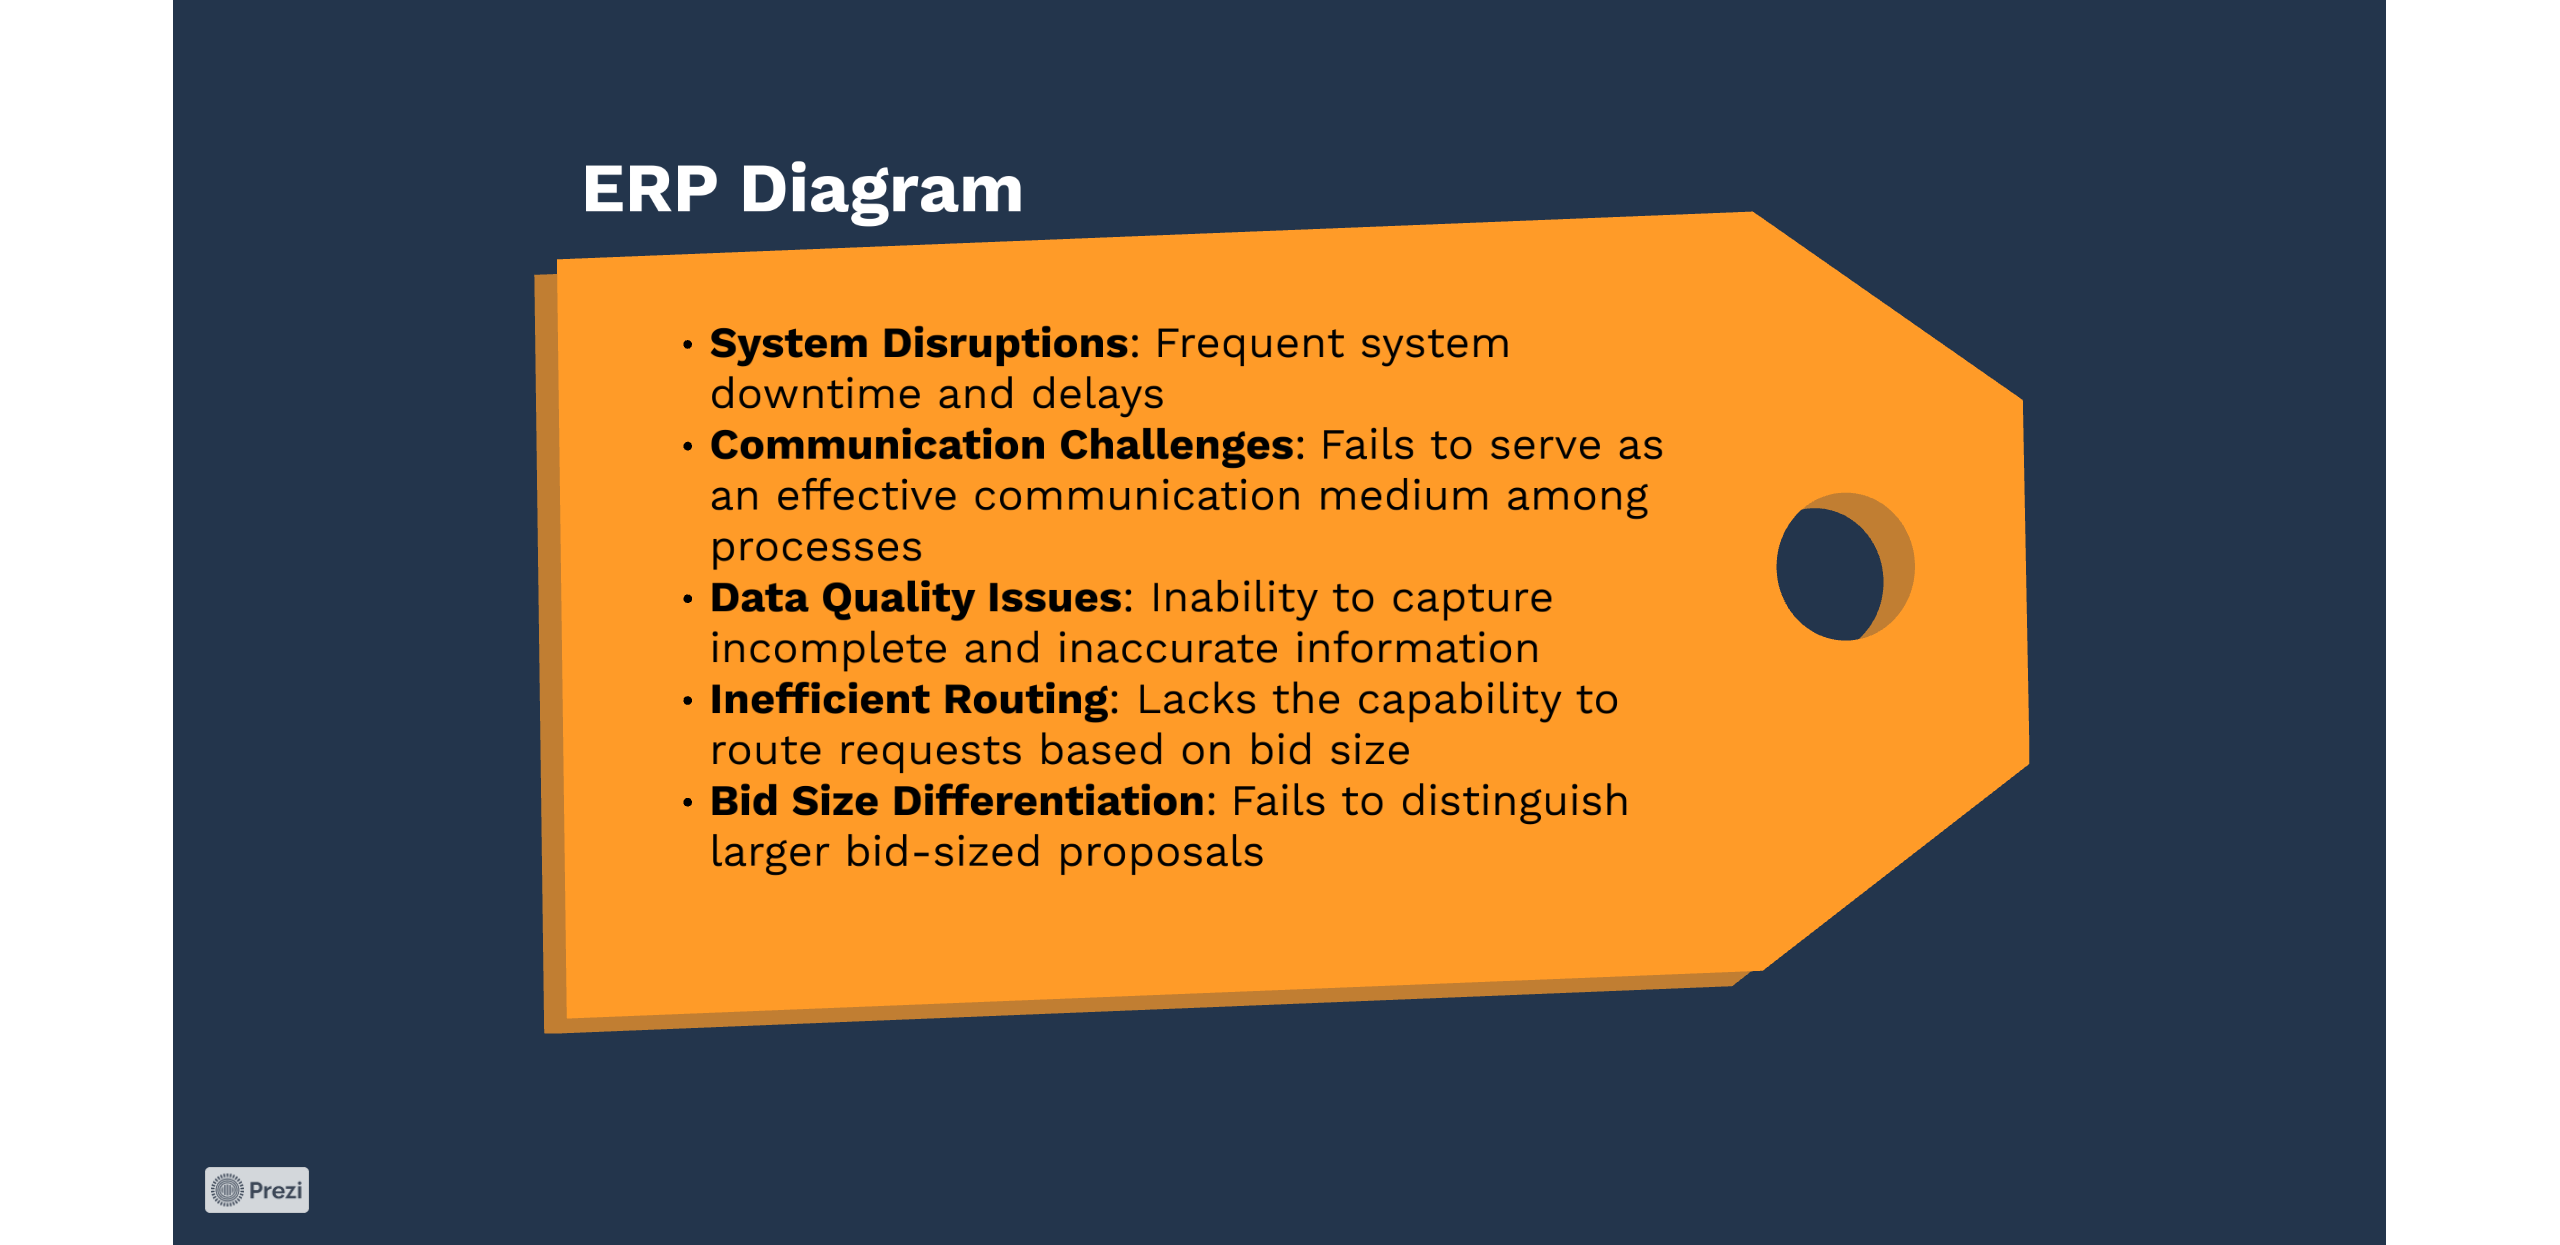 ERP Diagram
• System Disruptions: Frequent system
downtime and delays
• Communication Challenges: Fails to serve as
an effective communication medium among
processes
• Data Quality Issues: Inability to capture
incomplete and inaccurate information
• Inefficient Routing: Lacks the capability to
route requests based on bid size
• Bid Size Differentiation: Fails to distinguish
larger bid-sized proposals
Prezi